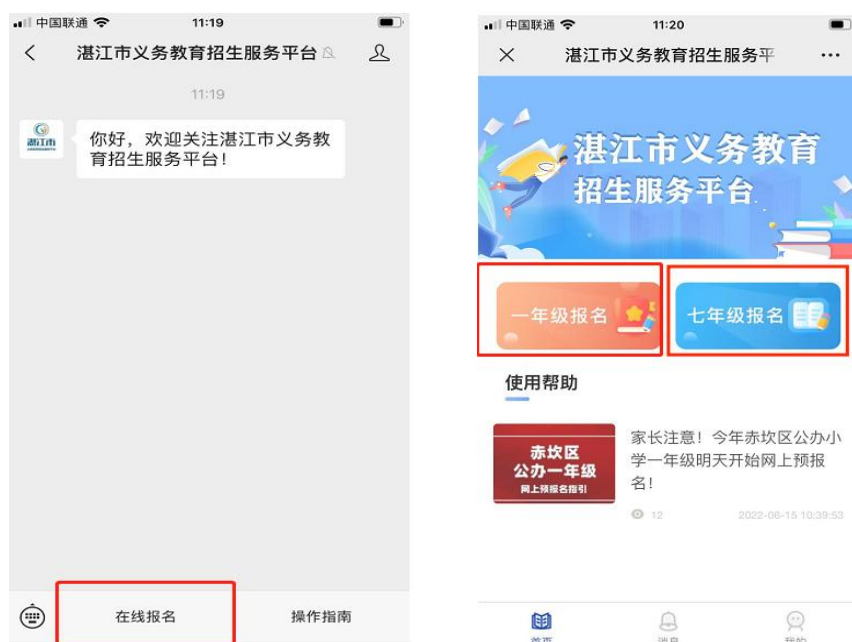 中国联通
11:19
湛江市义务教育招生服务平台
11:19
湛江市
你好，欢迎关注湛江市义务教
育招生服务平台！
在线报名
操作指南
中国联通
11:20
湛江市义务教育招生服务平
湛江市义务教育
招生服务平台
一年级报名
七年级报名
使用帮助
赤坎区
公办一年级
网上预报名指引
家长注意！今年赤坎区公办小
学一年级明天开始网上预报
名！
12
2022-06-15 10:39:53
首页
消息
我的